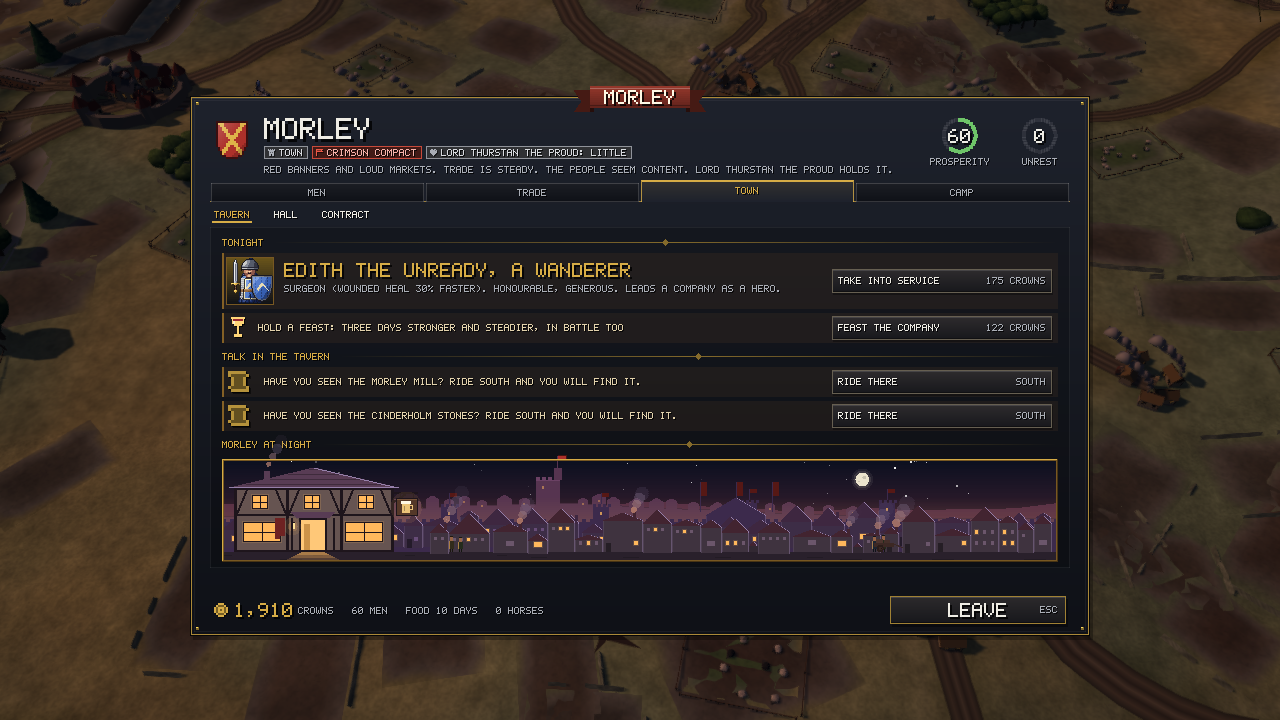 MORLEY
MORLEY
TOWN CRIMSON COMPACT LORD THURSTAN THE PROUD: LITTLE
RED BANNERS AND LOUD MARKETS. TRADE IS STEADY. THE PEOPLE SEEM CONTENT. LORD THURSTAN THE PROUD HOLDS IT.
60
PROSPERITY
0
UNREST
MEN TRADE TOWN CAMP
TAVERN HALL CONTRACT
TONIGHT
EDITH THE UNREADY, A WANDERER
SURGEON (WOUNDED HEAL 30% FASTER). HONOURABLE, GENEROUS. LEADS A COMPANY AS A HERO.
TAKE INTO SERVICE 175 CROWNS
HOLD A FEAST: THREE DAYS STRONGER AND STEADIER, IN BATTLE TOO
FEAST THE COMPANY 122 CROWNS
TALK IN THE TAVERN
HAVE YOU SEEN THE MORLEY MILL? RIDE SOUTH AND YOU WILL FIND IT.
RIDE THERE SOUTH
HAVE YOU SEEN THE CINDERHOLM STONES? RIDE SOUTH AND YOU WILL FIND IT.
RIDE THERE SOUTH
MORLEY AT NIGHT
1,910 CROWNS 60 MEN FOOD 10 DAYS 0 HORSES
LEAVE ESC